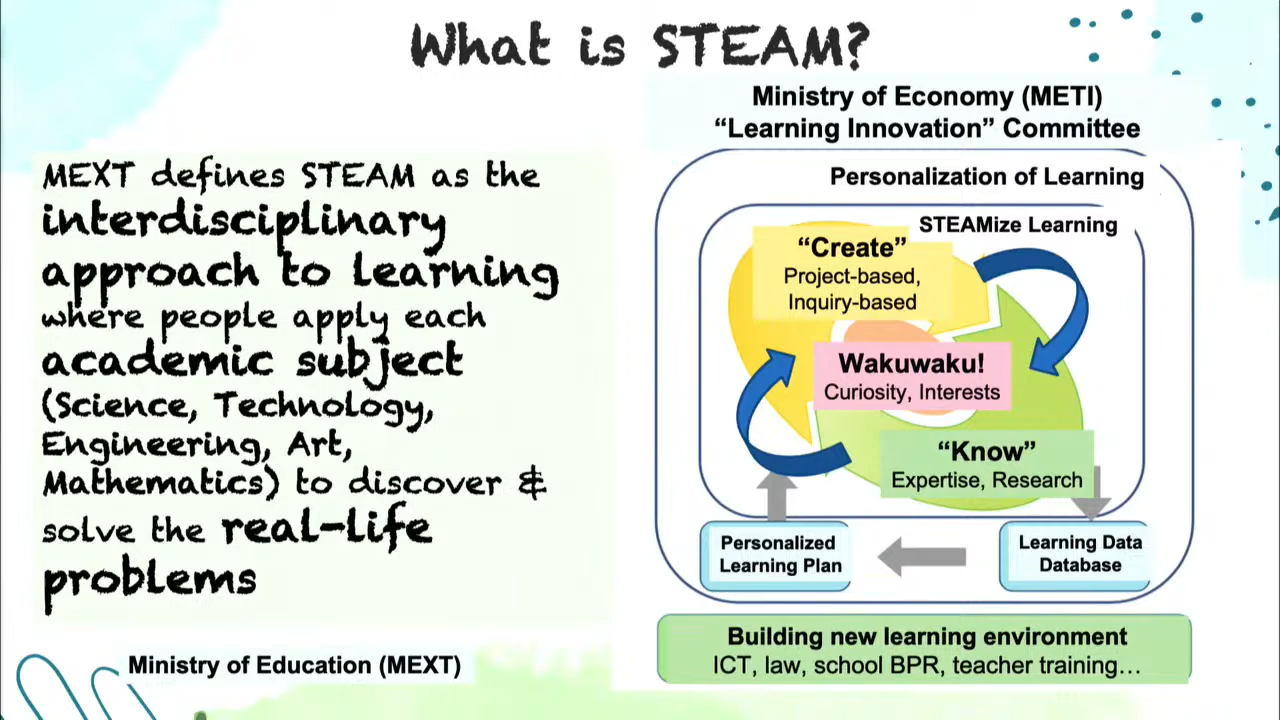 What is STEAM?
MEXT defines STEAM as the
interdisciplinary
approach to learning
where people apply each
academic subject
(Science, Technology,
Engineering, Art,
Mathematics) to discover &
solve the real-life
problems
Ministry of Education (MEXT)
Ministry of Economy (METI)
“Learning Innovation” Committee
Personalization of Learning
STEAMize Learning
“Create”
Project-based,
Inquiry-based
Wakuwaku!
Curiosity, Interests
“Know”
Expertise, Research
Personalized
Learning Plan
Learning Data
Database
Building new learning environment
ICT, law, school BPR, teacher training…